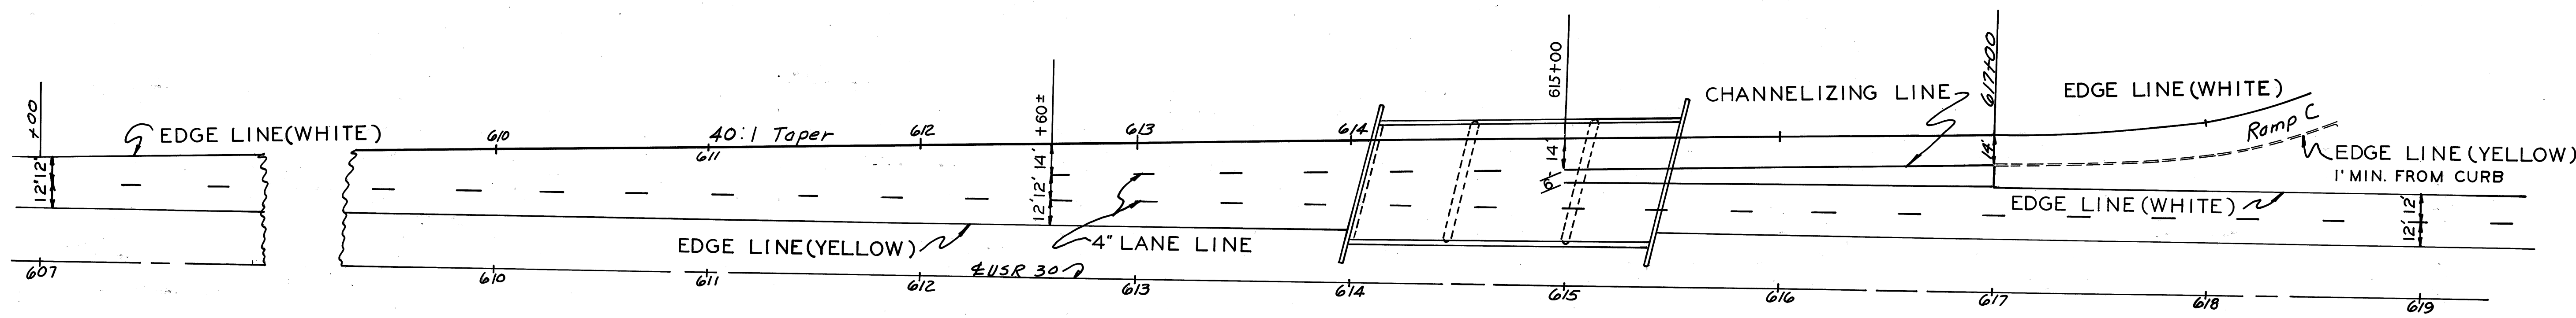 +00
EDGE LINE(WHITE)
12' 12'
607
610
40:1 Taper
611
612
+60±
613
614
615+00
CHANNELIZING LINE
617+00
EDGE LINE(WHITE)
Ramp C
EDGE LINE(YELLOW)
1' MIN. FROM CURB
12' 12' 14'
14'
6'
14'
EDGE LINE(YELLOW)
4" LANE LINE
EDGE LINE(WHITE)
12' 12'
℄ USR 30
610
611
612
613
614
615
616
617
618
619